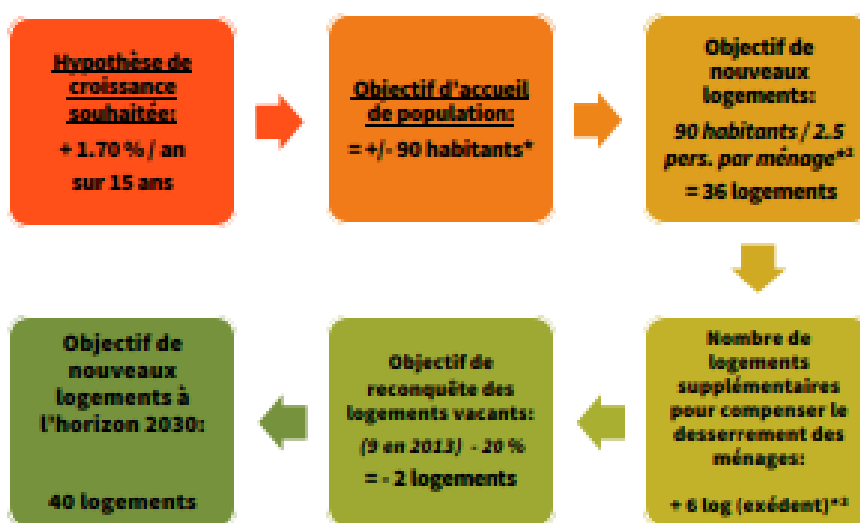 Hypothèse de
croissance
souhaitée:
+ 1.70 % / an
sur 15 ans
Objectif d'accueil
de population:
= +/- 90 habitants*
Objectif de
nouveaux
logements:
90 habitants / 2.5
pers. par ménage*²
= 36 logements
Nombre de
logements
supplémentaires
pour compenser le
desserrement des
ménages:
+ 6 log (exédent)*³
Objectif de
reconquête des
logements vacants:
(9 en 2013) - 20 %
= - 2 logements
Objectif de
nouveaux
logements à
l'horizon 2030:
40 logements